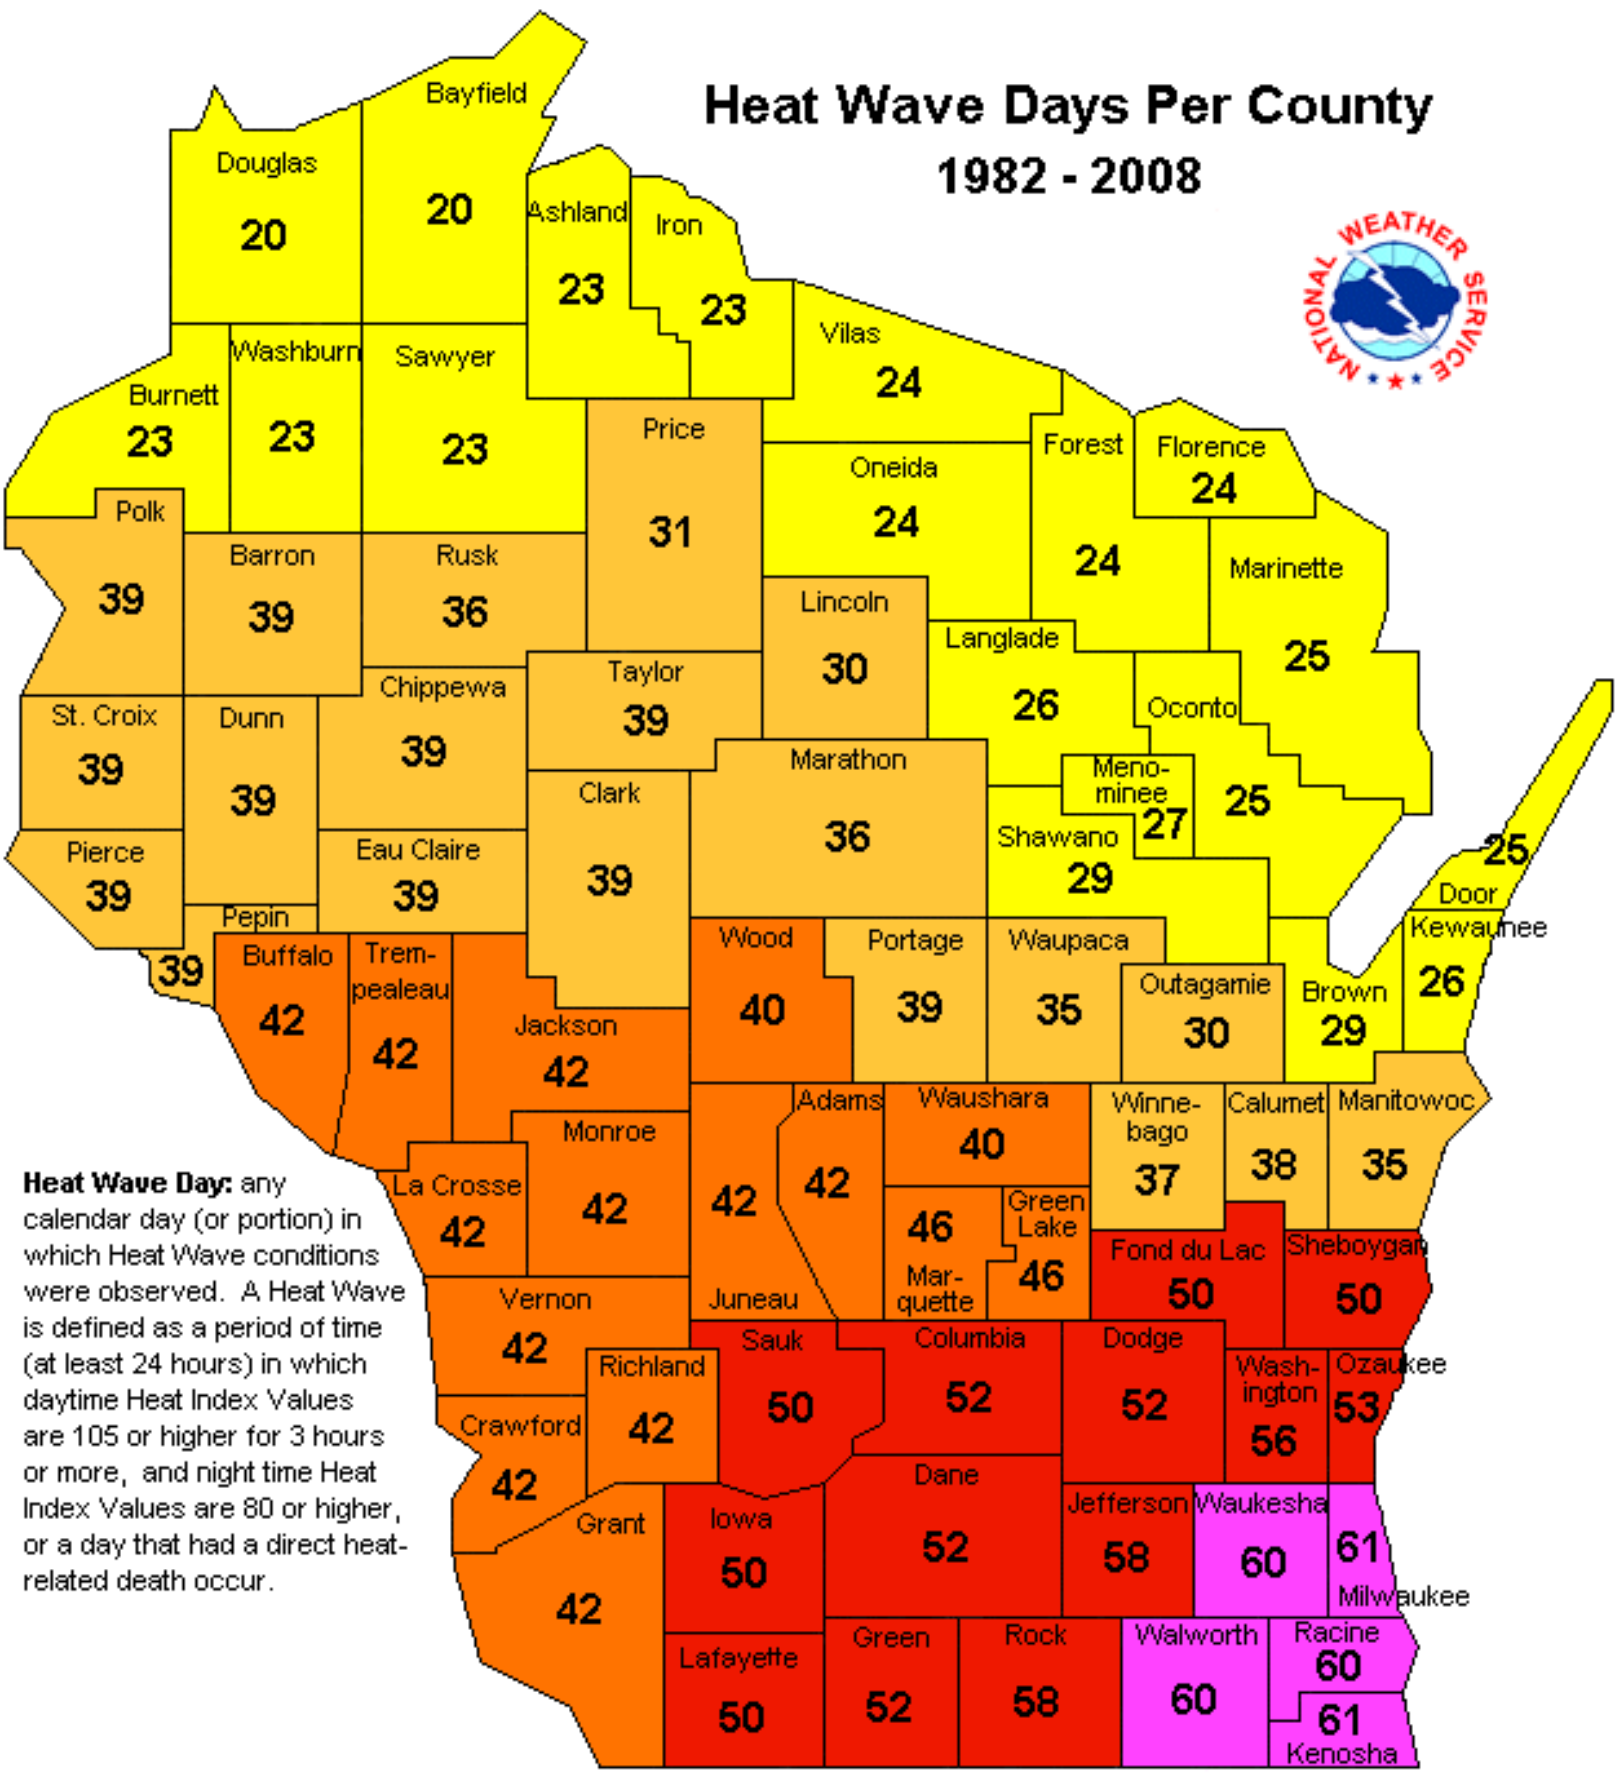 Heat Wave Days Per County
1982 - 2008
NATIONAL WEATHER SERVICE
Bayfield
20
Douglas
20
Ashland
23
Iron
23
Vilas
24
Washburn
23
Sawyer
23
Burnett
23
Price
31
Oneida
24
Forest
24
Florence
24
Marinette
25
Polk
39
Barron
39
Rusk
36
Lincoln
30
Langlade
26
Oconto
25
Taylor
39
Chippewa
39
St. Croix
39
Dunn
39
Marathon
36
Meno-
minee
27
Clark
39
Shawano
29
Pierce
39
Eau Claire
39
25
Door
Pepin
39
Buffalo
42
Trem-
pealeau
42
Jackson
42
Wood
40
Portage
39
Waupaca
35
Outagamie
30
Brown
29
Kewaunee
26
Monroe
42
Adams
42
Waushara
40
Winne-
bago
37
Calumet
38
Manitowoc
35
La Crosse
42
42
Juneau
46
Mar-
quette
Green
Lake
46
Fond du Lac
50
Sheboygan
50
Vernon
42
Richland
42
Sauk
50
Columbia
52
Dodge
52
Wash-
ington
56
Ozaukee
53
Crawford
42
Grant
42
Iowa
50
Dane
52
Jefferson
58
Waukesha
60
61
Milwaukee
Lafayette
50
Green
52
Rock
58
Walworth
60
Racine
60
61
Kenosha
Heat Wave Day: any
calendar day (or portion) in
which Heat Wave conditions
were observed. A Heat Wave
is defined as a period of time
(at least 24 hours) in which
daytime Heat Index Values
are 105 or higher for 3 hours
or more, and night time Heat
Index Values are 80 or higher,
or a day that had a direct heat-
related death occur.